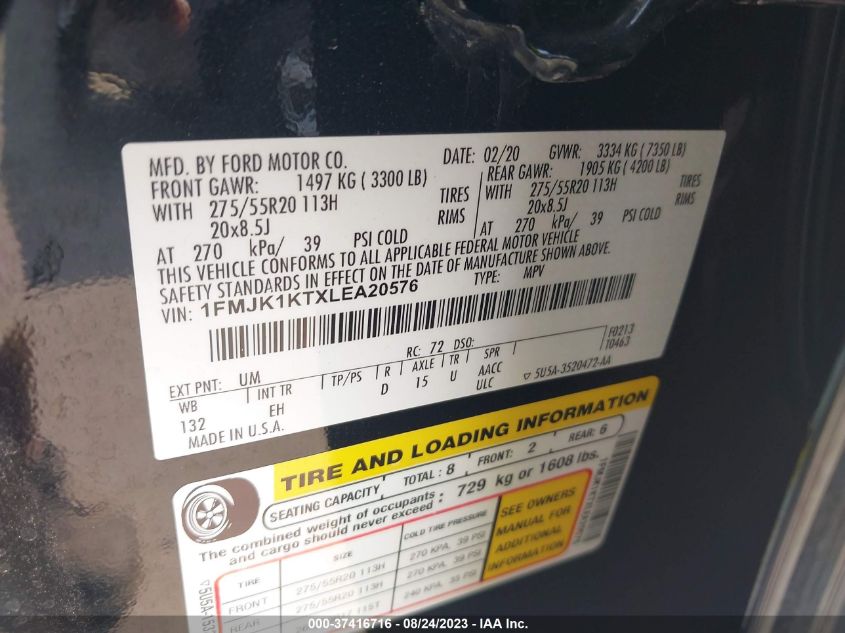 MFD. BY FORD MOTOR CO.
DATE: 02/20 GVWR: 3334 KG ( 7350 LB)
FRONT GAWR: 1497 KG ( 3300 LB)
REAR GAWR: 1905 KG ( 4200 LB)
WITH 275/55R20 113H TIRES
WITH 275/55R20 113H TIRES
20x8.5J RIMS
20x8.5J RIMS
AT 270 kPa/ 39 PSI COLD
AT 270 kPa/ 39 PSI COLD
THIS VEHICLE CONFORMS TO ALL APPLICABLE FEDERAL MOTOR VEHICLE
SAFETY STANDARDS IN EFFECT ON THE DATE OF MANUFACTURE SHOWN ABOVE.
VIN: 1FMJK1KTXLEA20576 TYPE: MPV
F0213
T0463
RC: 72 DSO:
EXT PNT: UM
WB INT TR TP/PS R AXLE TR SPR
132 EH D 15 U AACC
ULC
MADE IN U.S.A.
▽ 5U5A-3520472-AA
TIRE AND LOADING INFORMATION
SEATING CAPACITY TOTAL : 8 FRONT: 2 REAR: 6
The combined weight of occupants
and cargo should never exceed : 729 kg or 1608 lbs.
TIRE SIZE COLD TIRE PRESSURE
FRONT 275/55R20 113H 270 KPA, 39 PSI
REAR 275/55R20 113H 270 KPA, 39 PSI
240 KPA, 35 PSI
SEE OWNERS
MANUAL FOR
ADDITIONAL
INFORMATION
000-37416716 - 08/24/2023 - IAA Inc.